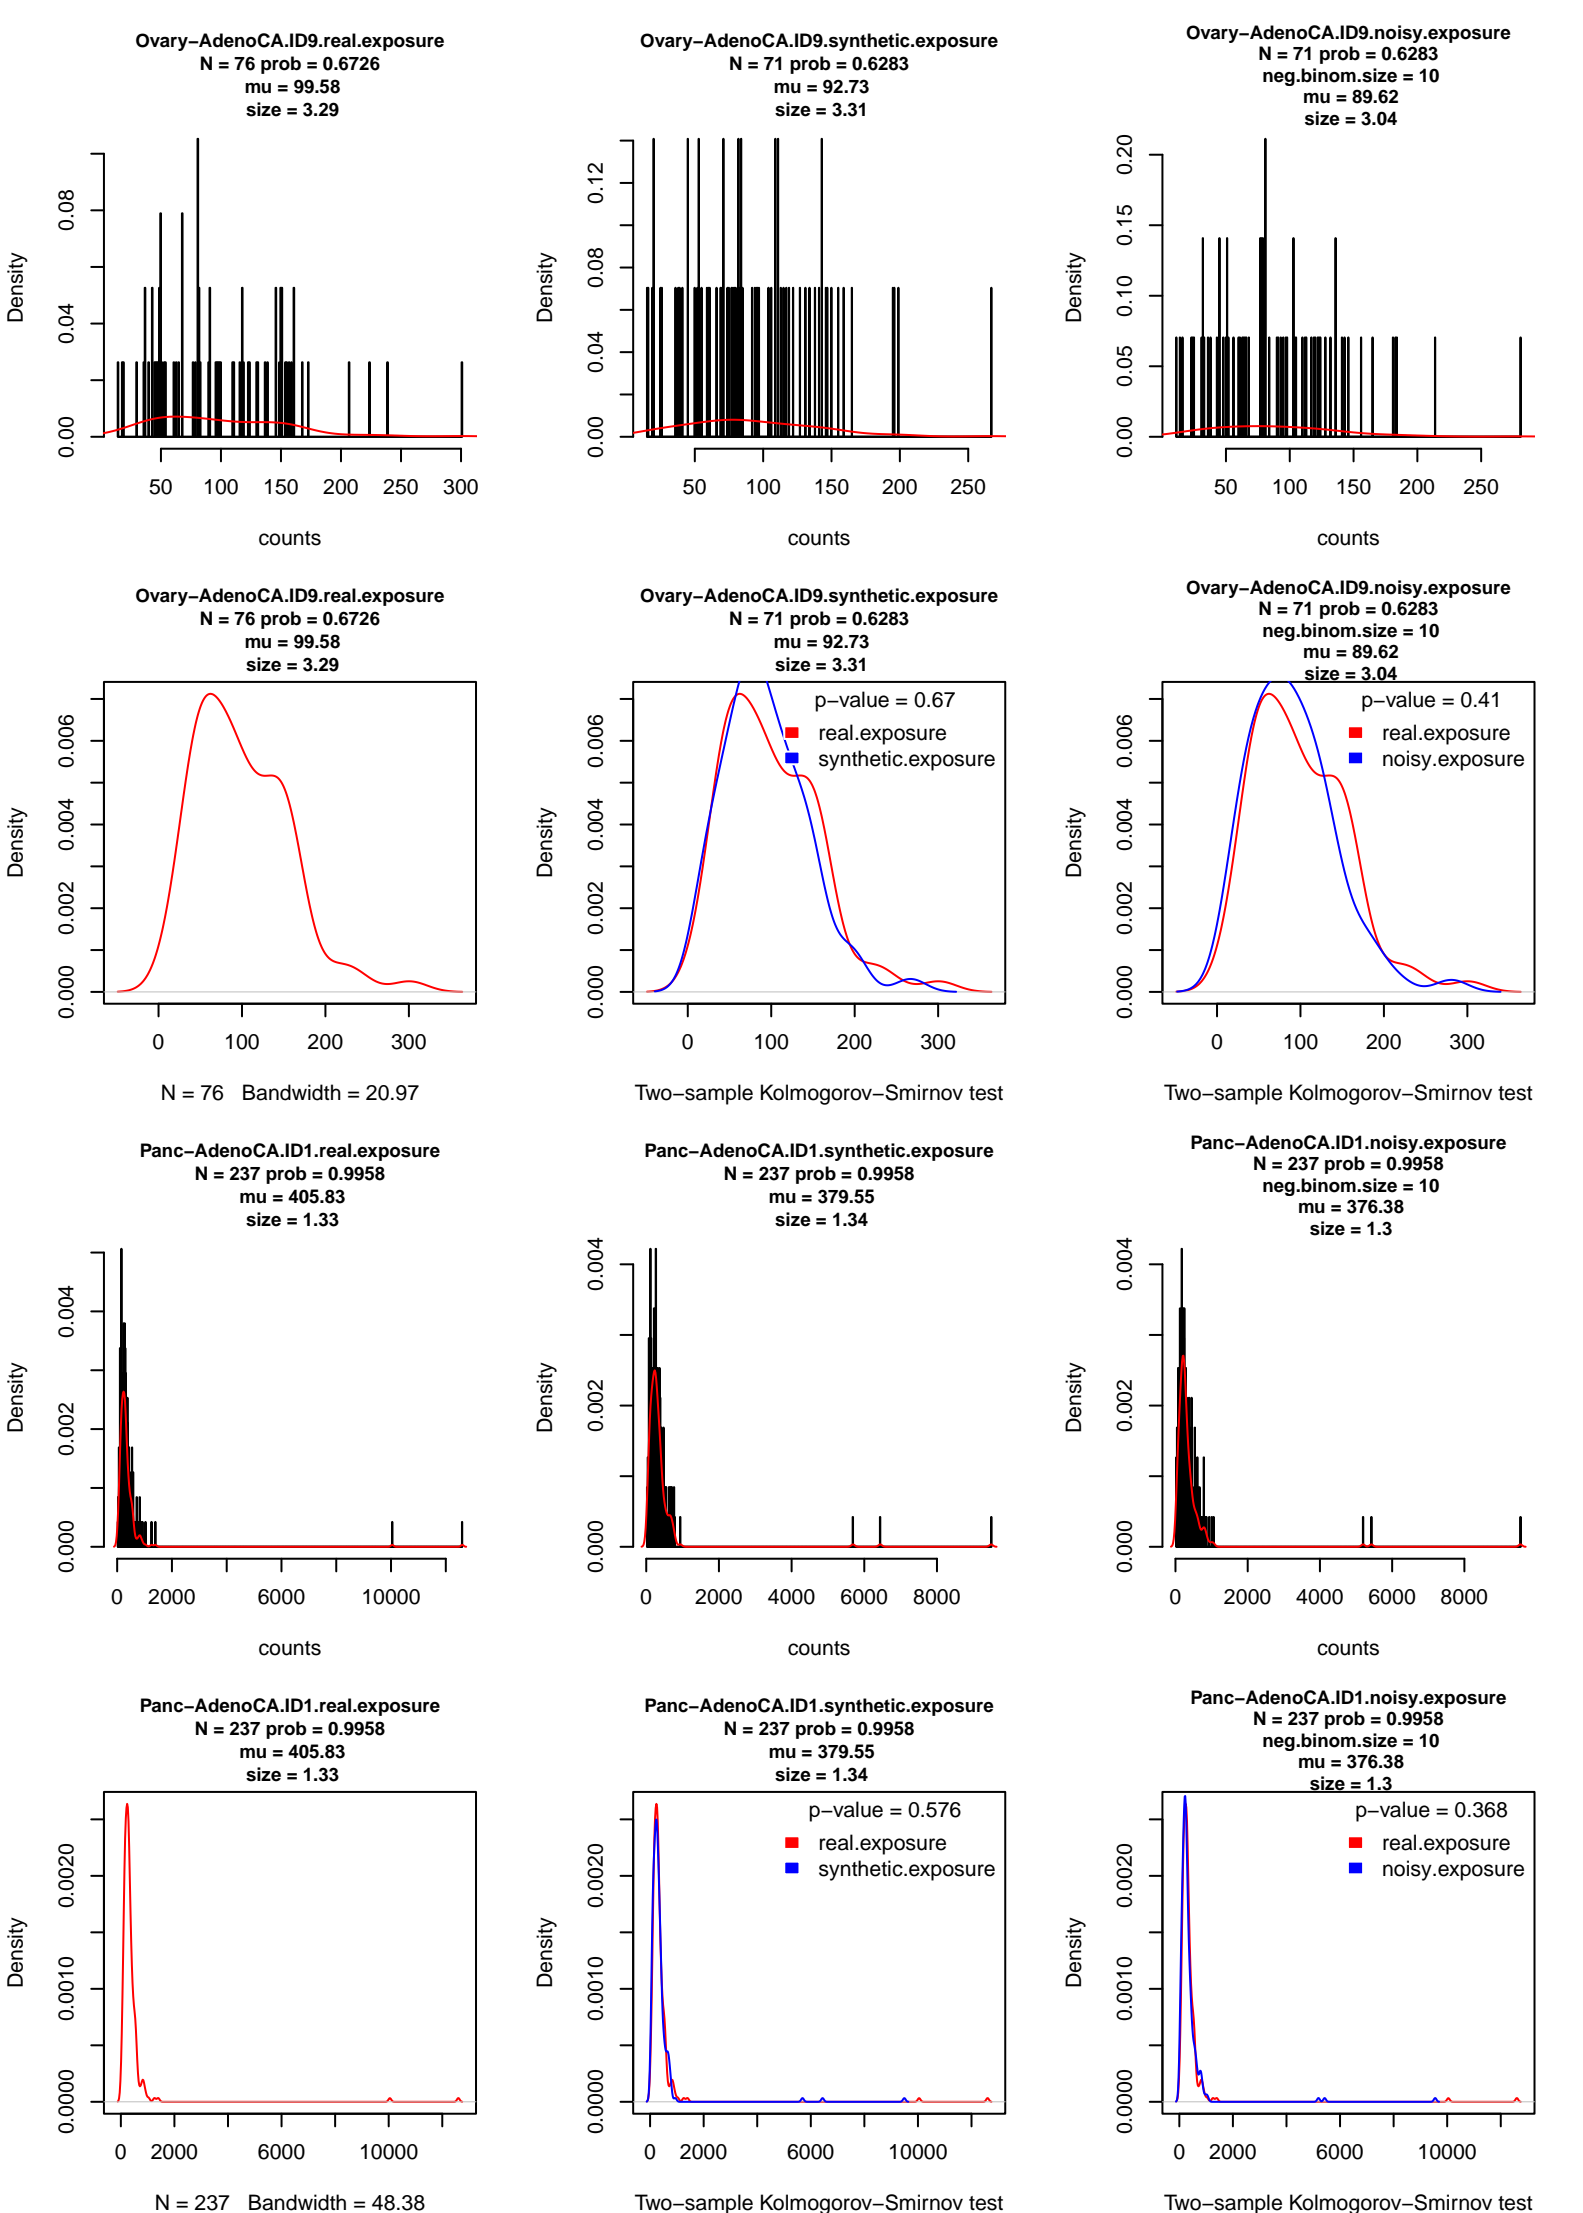 Ovary−AdenoCA.ID9.real.exposure
N = 76 prob = 0.6726
mu = 99.58
size = 3.29
Density
0.00 0.04 0.08
50 100 150 200 250 300
counts
Ovary−AdenoCA.ID9.synthetic.exposure
N = 71 prob = 0.6283
mu = 92.73
size = 3.31
Density
0.00 0.04 0.08 0.12
50 100 150 200 250
counts
Ovary−AdenoCA.ID9.noisy.exposure
N = 71 prob = 0.6283
neg.binom.size = 10
mu = 89.62
size = 3.04
Density
0.00 0.05 0.10 0.15 0.20
50 100 150 200 250
counts
Ovary−AdenoCA.ID9.real.exposure
N = 76 prob = 0.6726
mu = 99.58
size = 3.29
Density
0.000 0.002 0.004 0.006
0 100 200 300
N = 76 Bandwidth = 20.97
Ovary−AdenoCA.ID9.synthetic.exposure
N = 71 prob = 0.6283
mu = 92.73
size = 3.31
p−value = 0.67
real.exposure
synthetic.exposure
Density
0.000 0.002 0.004 0.006
0 100 200 300
Two−sample Kolmogorov−Smirnov test
Ovary−AdenoCA.ID9.noisy.exposure
N = 71 prob = 0.6283
neg.binom.size = 10
mu = 89.62
size = 3.04
p−value = 0.41
real.exposure
noisy.exposure
Density
0.000 0.002 0.004 0.006
0 100 200 300
Two−sample Kolmogorov−Smirnov test
Panc−AdenoCA.ID1.real.exposure
N = 237 prob = 0.9958
mu = 405.83
size = 1.33
Density
0.000 0.002 0.004
0 2000 6000 10000
counts
Panc−AdenoCA.ID1.synthetic.exposure
N = 237 prob = 0.9958
mu = 379.55
size = 1.34
Density
0.000 0.002 0.004
0 2000 4000 6000 8000
counts
Panc−AdenoCA.ID1.noisy.exposure
N = 237 prob = 0.9958
neg.binom.size = 10
mu = 376.38
size = 1.3
Density
0.000 0.002 0.004
0 2000 4000 6000 8000
counts
Panc−AdenoCA.ID1.real.exposure
N = 237 prob = 0.9958
mu = 405.83
size = 1.33
Density
0.0000 0.0010 0.0020
0 2000 6000 10000
N = 237 Bandwidth = 48.38
Panc−AdenoCA.ID1.synthetic.exposure
N = 237 prob = 0.9958
mu = 379.55
size = 1.34
p−value = 0.576
real.exposure
synthetic.exposure
Density
0.0000 0.0010 0.0020
0 2000 6000 10000
Two−sample Kolmogorov−Smirnov test
Panc−AdenoCA.ID1.noisy.exposure
N = 237 prob = 0.9958
neg.binom.size = 10
mu = 376.38
size = 1.3
p−value = 0.368
real.exposure
noisy.exposure
Density
0.0000 0.0010 0.0020
0 2000 6000 10000
Two−sample Kolmogorov−Smirnov test